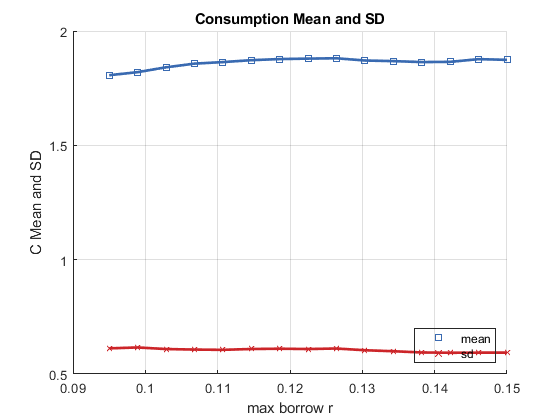 Consumption Mean and SD
2
1.5
1
0.5
C Mean and SD
mean
sd
0.09 0.1 0.11 0.12 0.13 0.14 0.15
max borrow r